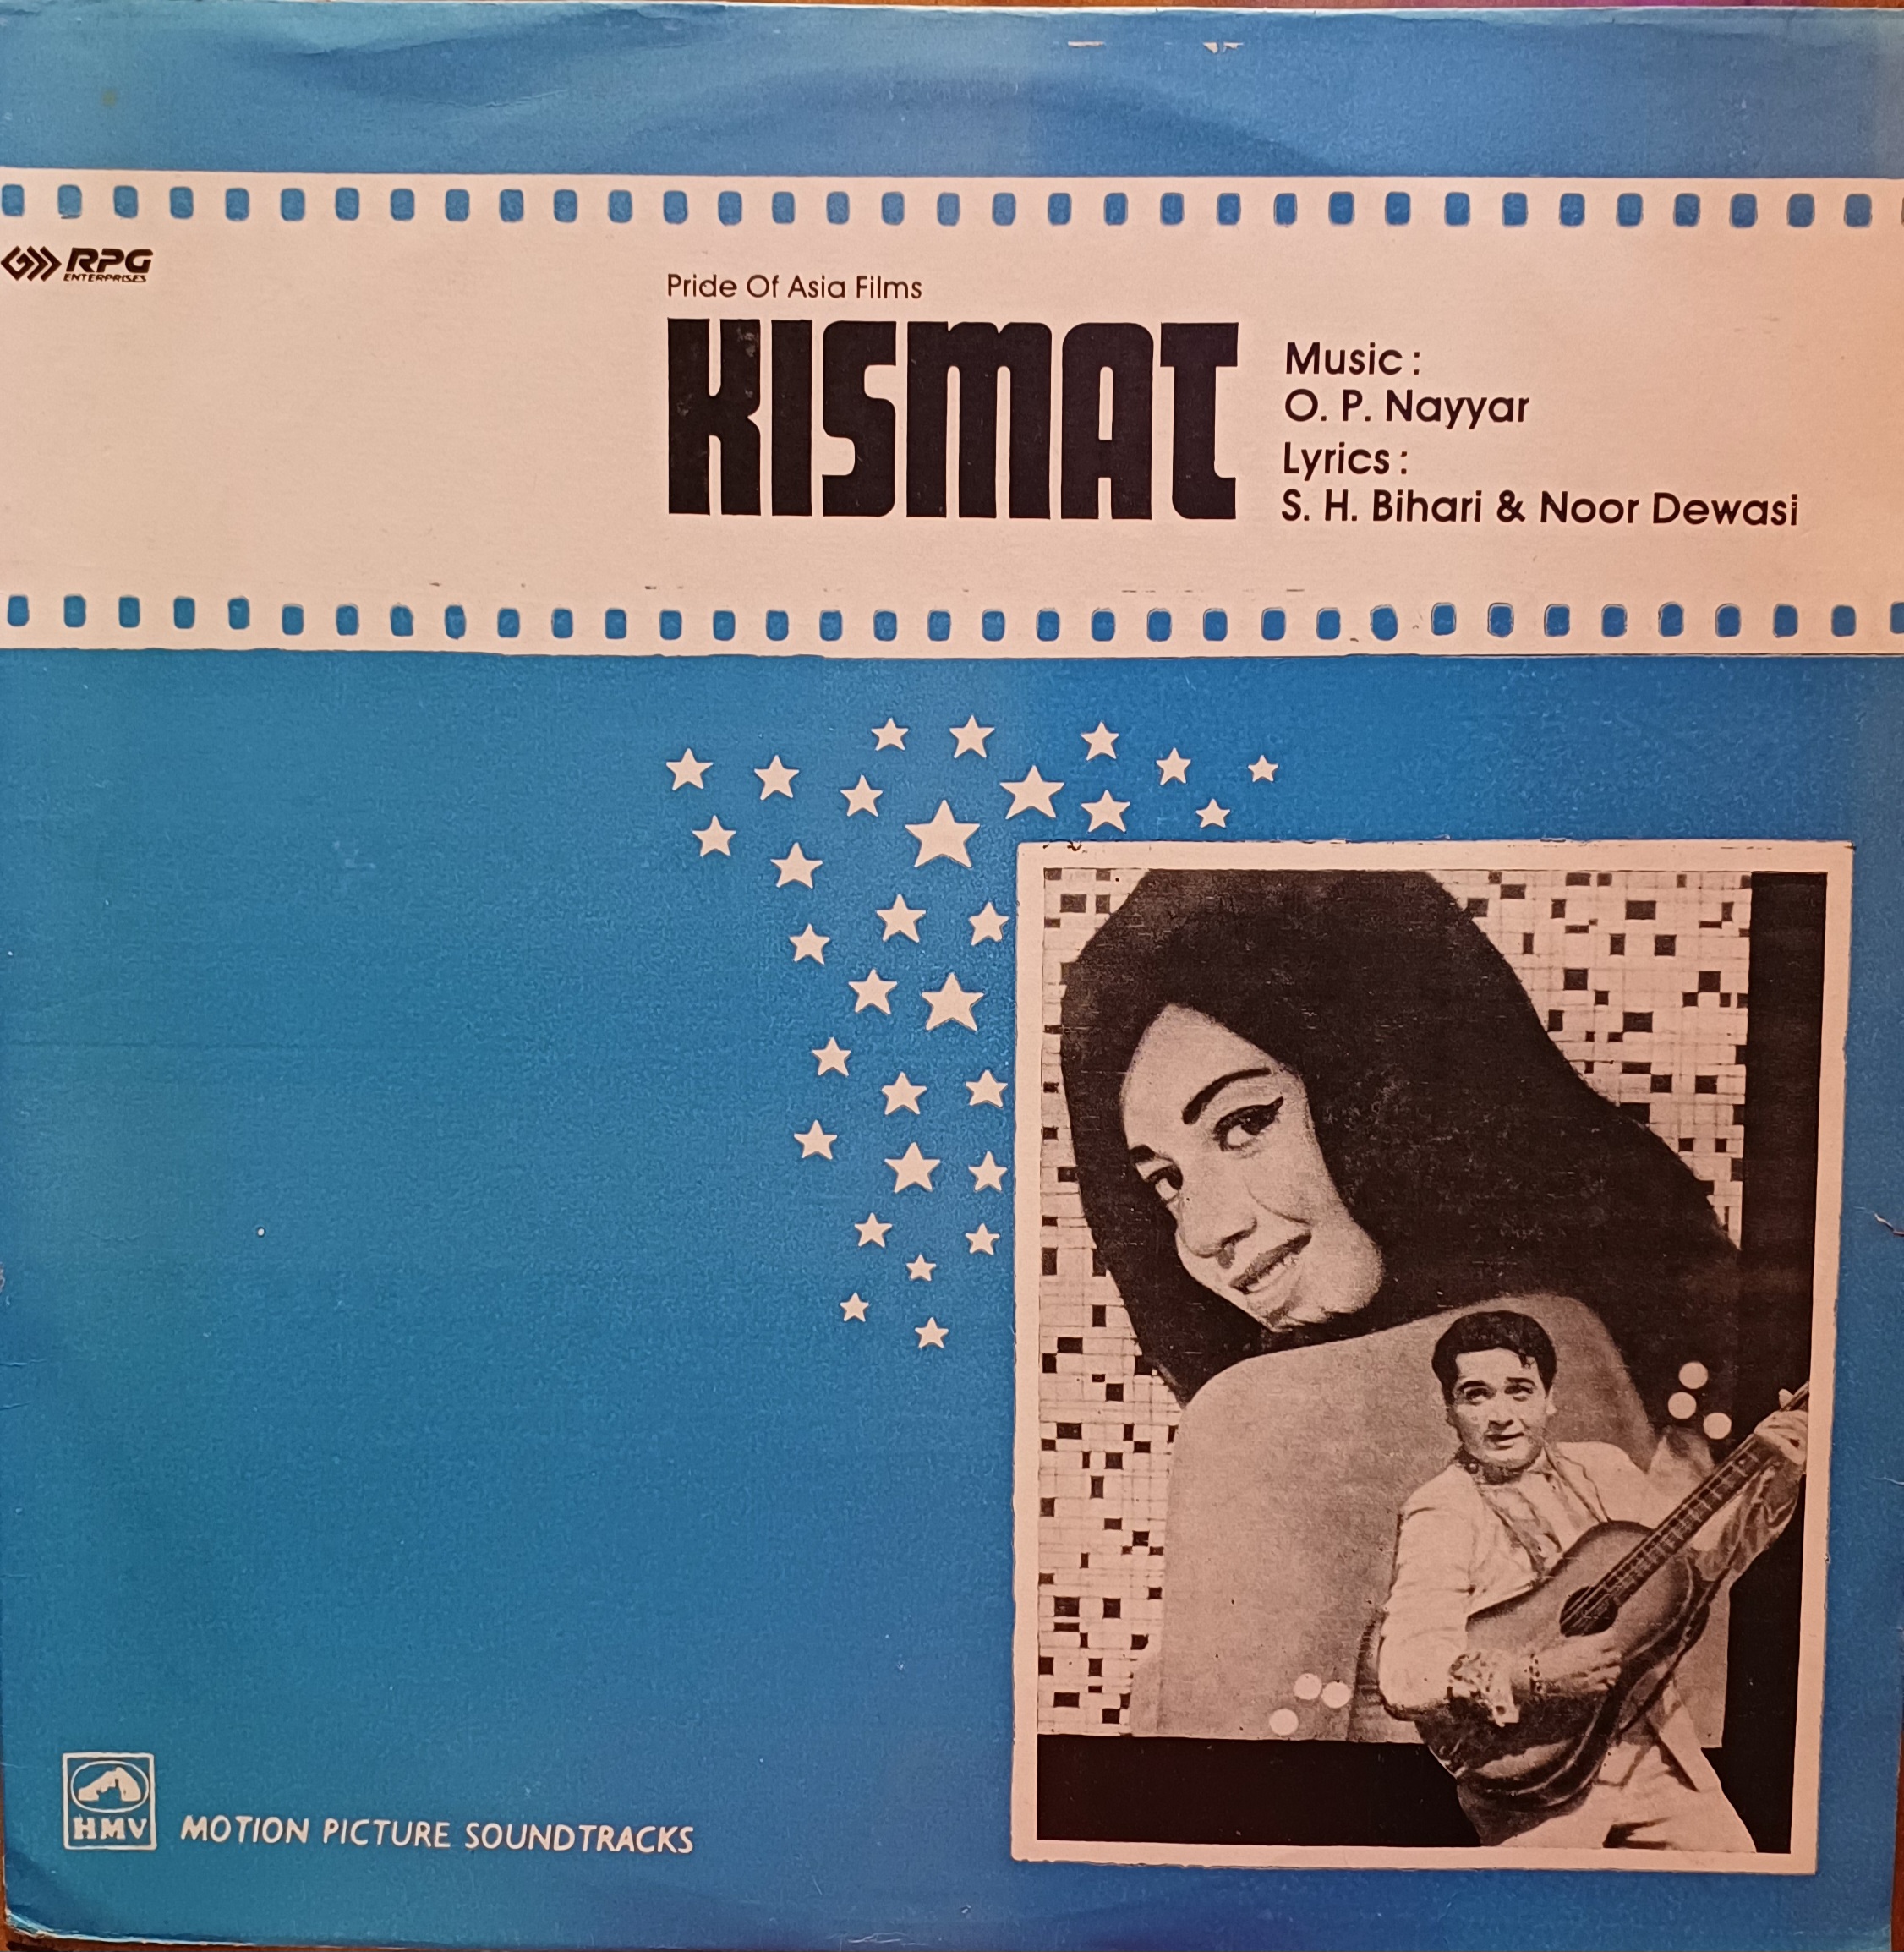 RPG
ENTERPRISES
Pride Of Asia Films
KISMAT
Music :
O. P. Nayyar
Lyrics :
S. H. Bihari & Noor Dewasi
HMV
MOTION PICTURE SOUNDTRACKS